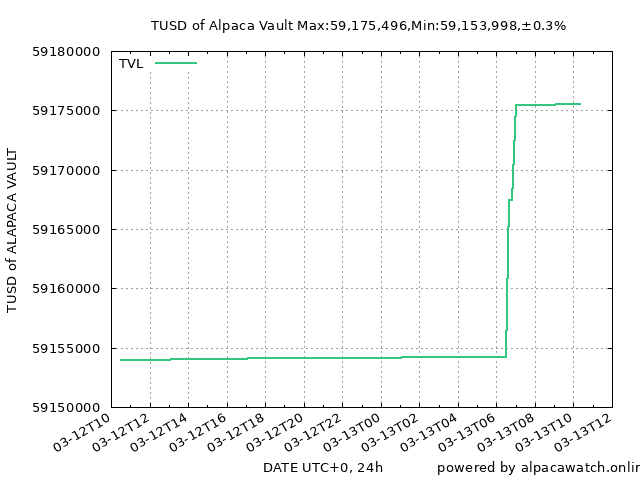 TUSD of Alpaca Vault Max:59,175,496,Min:59,153,998,±0.3%
TVL
TUSD of ALAPACA VAULT
59180000
59175000
59170000
59165000
59160000
59155000
59150000
03-12T10
03-12T12
03-12T14
03-12T16
03-12T18
03-12T20
03-12T22
03-13T00
03-13T02
03-13T04
03-13T06
03-13T08
03-13T10
03-13T12
DATE UTC+0, 24h
powered by alpacawatch.onlin